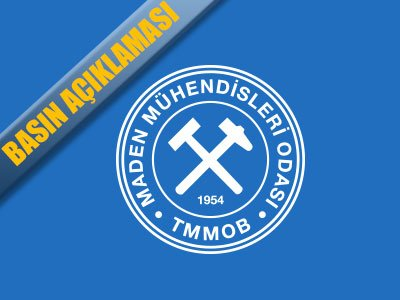 BASIN AÇIKLAMASI
MADEN MÜHENDİSLERİ ODASI
1954
• TMMOB •